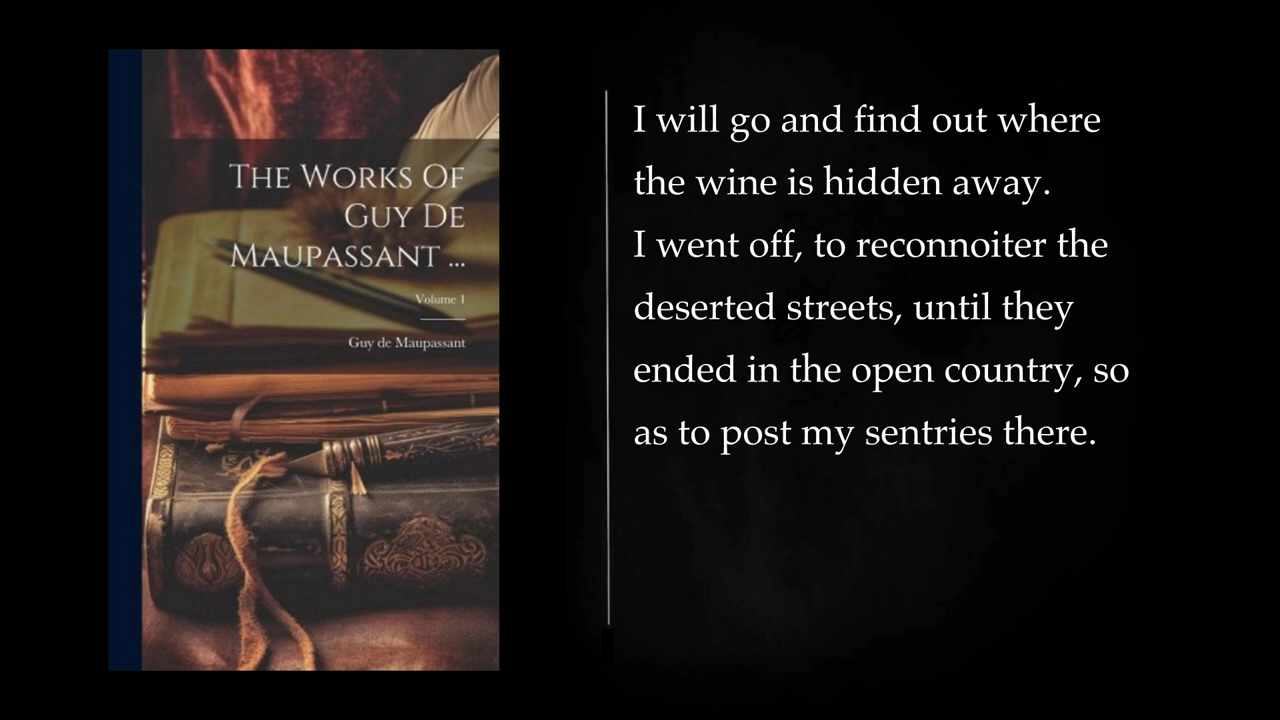 THE WORKS OF
GUY DE
MAUPASSANT ...
Volume 1
Guy de Maupassant
I will go and find out where
the wine is hidden away.
I went off, to reconnoiter the
deserted streets, until they
ended in the open country, so
as to post my sentries there.